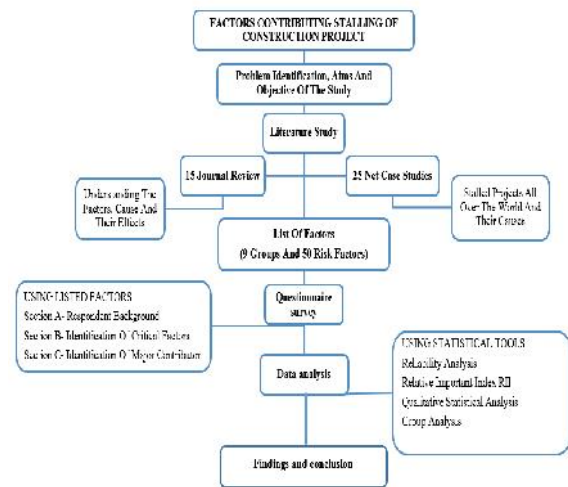 FACTORS CONTRIBUTING STALLING OF
CONSTRUCTION PROJECT
Problem Identification, Aims And
Objective Of The Study
Literature Study
15 Journal Review
25 Net Case Studies
Understanding The
Factors, Cause And
Their Effects
Stalled Projects All
Over The World And
Their Causes
List Of Factors
(9 Groups And 50 Risk Factors)
Questionnaire
survey
USING LISTED FACTORS
Section A- Respondent Background
Section B- Identification Of Critical Factors
Section C- Identification Of Major Contributor
Data analysis
USING STATISTICAL TOOLS
Reliability Analysis
Relative Important Index RII
Qualitative Statistical Analysis
Group Analysis
Findings and conclusion